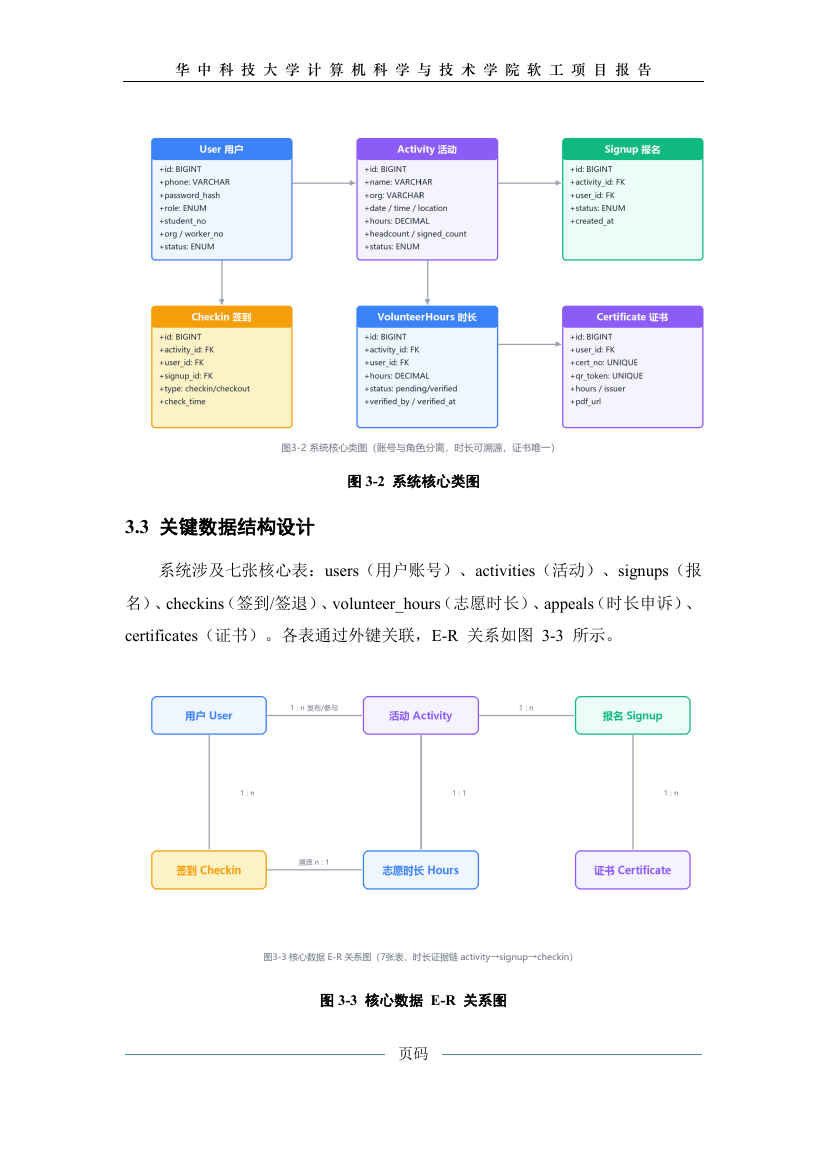 华中科技大学计算机科学与技术学院软工项目报告
User 用户
+id: BIGINT
+phone: VARCHAR
+password_hash
+role: ENUM
+student_no
+org / worker_no
+status: ENUM
Activity 活动
+id: BIGINT
+name: VARCHAR
+org: VARCHAR
+date / time / location
+hours: DECIMAL
+headcount / signed_count
+status: ENUM
Signup 报名
+id: BIGINT
+activity_id: FK
+user_id: FK
+status: ENUM
+created_at
Checkin 签到
+id: BIGINT
+activity_id: FK
+user_id: FK
+signup_id: FK
+type: checkin/checkout
+check_time
VolunteerHours 时长
+id: BIGINT
+activity_id: FK
+user_id: FK
+hours: DECIMAL
+status: pending/verified
+verified_by / verified_at
Certificate 证书
+id: BIGINT
+user_id: FK
+cert_no: UNIQUE
+qr_token: UNIQUE
+hours / issuer
+pdf_url
图3-2 系统核心类图（账号与角色分离，时长可溯源，证书唯一）
图 3-2 系统核心类图
3.3 关键数据结构设计
系统涉及七张核心表：users（用户账号）、activities（活动）、signups（报
名）、checkins（签到/签退）、volunteer_hours（志愿时长）、appeals（时长申诉）、
certificates（证书）。各表通过外键关联，E-R 关系如图 3-3 所示。
用户 User
1 : n 发布/参与
活动 Activity
1 : n
报名 Signup
1 : n
1 : 1
1 : n
签到 Checkin
溯源 n : 1
志愿时长 Hours
证书 Certificate
图3-3 核心数据 E-R 关系图（7张表，时长证据链 activity→signup→checkin）
图 3-3 核心数据 E-R 关系图
页码